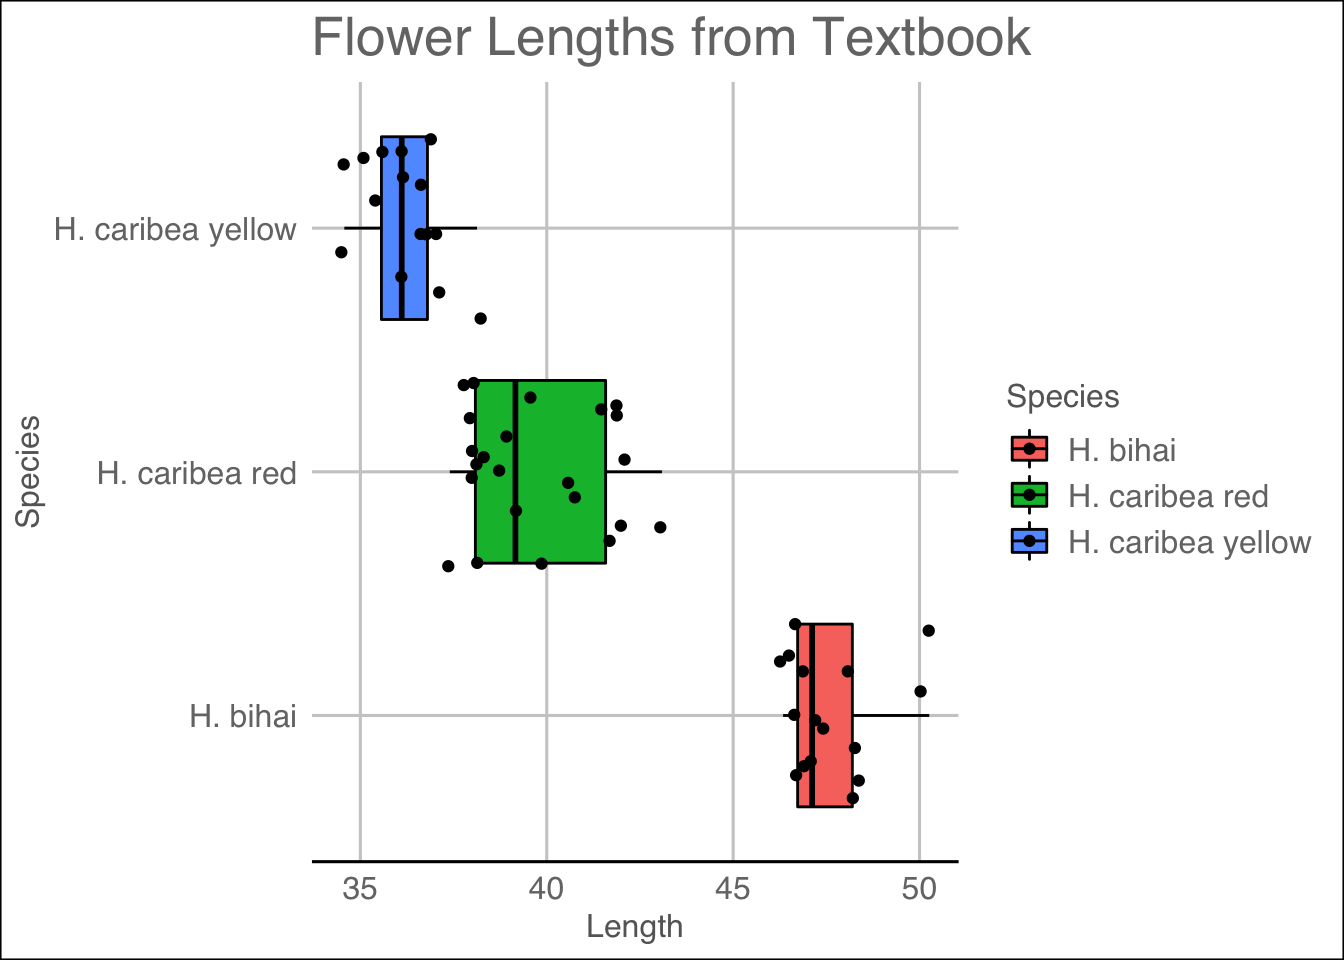 Flower Lengths from Textbook
H. caribea yellow
H. caribea red
H. bihai
Species
35 40 45 50
Length
Species
H. bihai
H. caribea red
H. caribea yellow